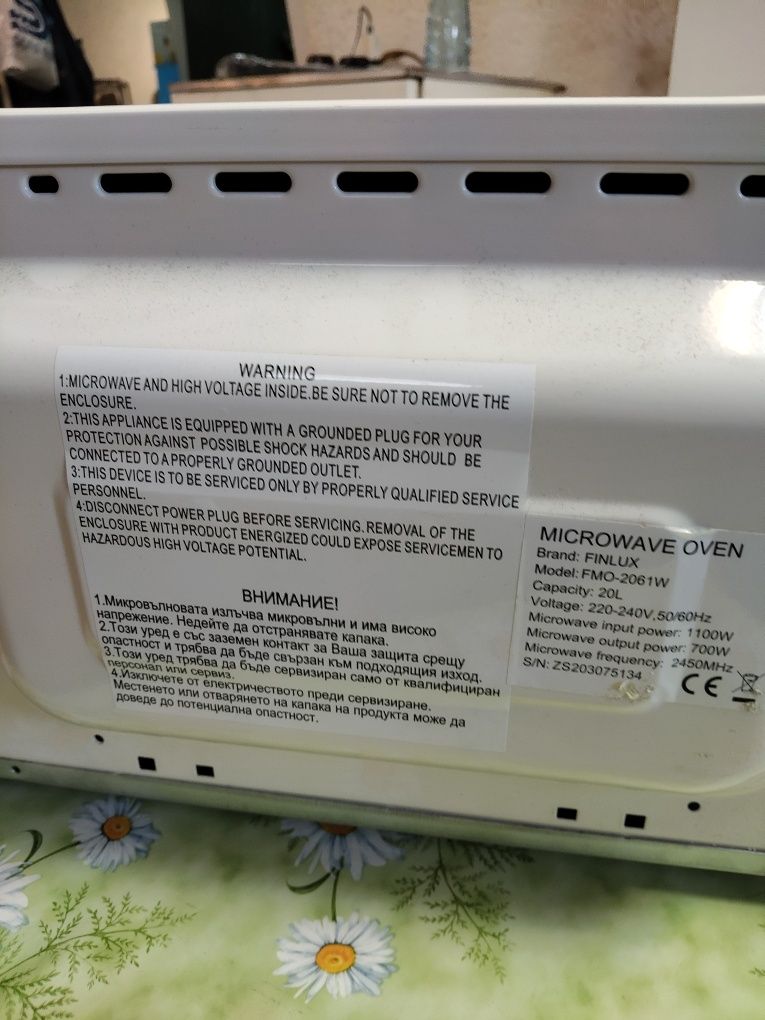 WARNING
1:MICROWAVE AND HIGH VOLTAGE INSIDE.BE SURE NOT TO REMOVE THE
ENCLOSURE.
2:THIS APPLIANCE IS EQUIPPED WITH A GROUNDED PLUG FOR YOUR
PROTECTION AGAINST POSSIBLE SHOCK HAZARDS AND SHOULD BE
CONNECTED TO A PROPERLY GROUNDED OUTLET.
3:THIS DEVICE IS TO BE SERVICED ONLY BY PROPERLY QUALIFIED SERVICE
PERSONNEL.
4:DISCONNECT POWER PLUG BEFORE SERVICING.REMOVAL OF THE
ENCLOSURE WITH PRODUCT ENERGIZED COULD EXPOSE SERVICEMEN TO
HAZARDOUS HIGH VOLTAGE POTENTIAL.
ВНИМАНИЕ!
1.Микровълновата излъчва микровълни и има високо
напрежение. Недейте да отстранявате капака.
2.Този уред е със заземен контакт за Ваша защита срещу
опасност и трябва да бъде свързан към подходящия изход.
3.Този уред трябва да бъде сервизиран само от квалифициран
персонал или сервиз.
4.Изключете от електричеството преди сервизиране.
Местенето или отварянето на капака на продукта може да
доведе до потенциална опасност.
MICROWAVE OVEN
Brand: FINLUX
Model: FMO-2061W
Capacity: 20L
Voltage: 220-240V,50/60Hz
Microwave input power: 1100W
Microwave output power: 700W
Microwave frequency: 2450MHz
S/N: ZS203075134
CE